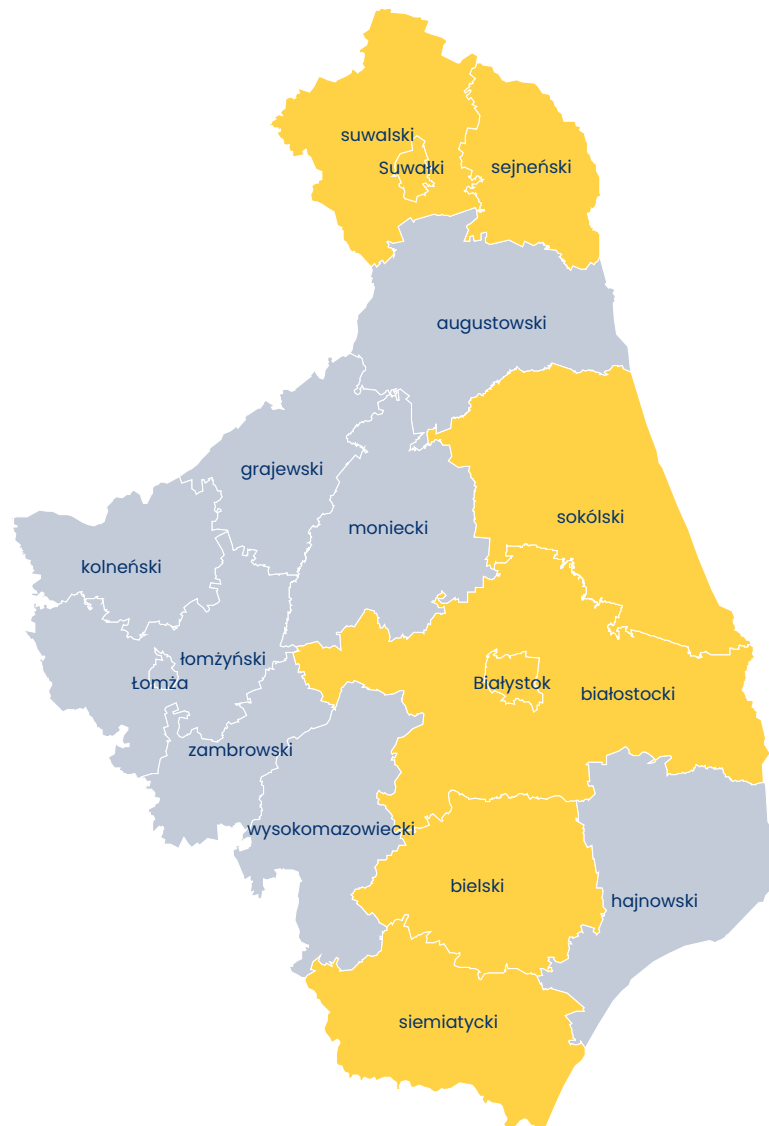 suwalski
Suwałki
sejneński
augustowski
grajewski
sokólski
moniecki
kolneński
łomżyński
Łomża
Białystok
białostocki
zambrowski
wysokomazowiecki
bielski
hajnowski
siemiatycki